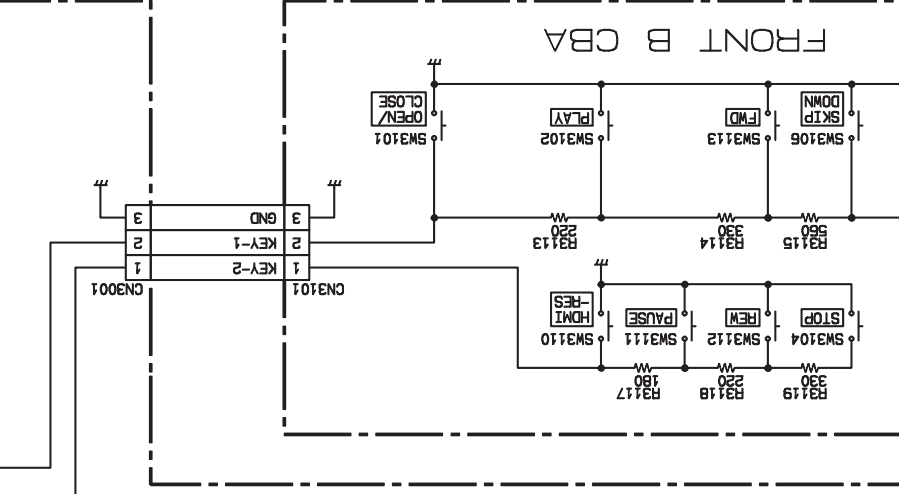 R3119
330
R3118
220
R3117
180
SW3104
STOP
SW3112
REW
SW3111
PAUSE
SW3110
HDMI
-RES
CN3101
CN3001
1 KEY-2 1
2 KEY-1 2
3 GND 3
R3115
560
R3114
330
R3113
220
SW3106
SKIP
DOWN
SW3113
FWD
SW3102
PLAY
SW3101
OPEN/
CLOSE
FRONT B CBA